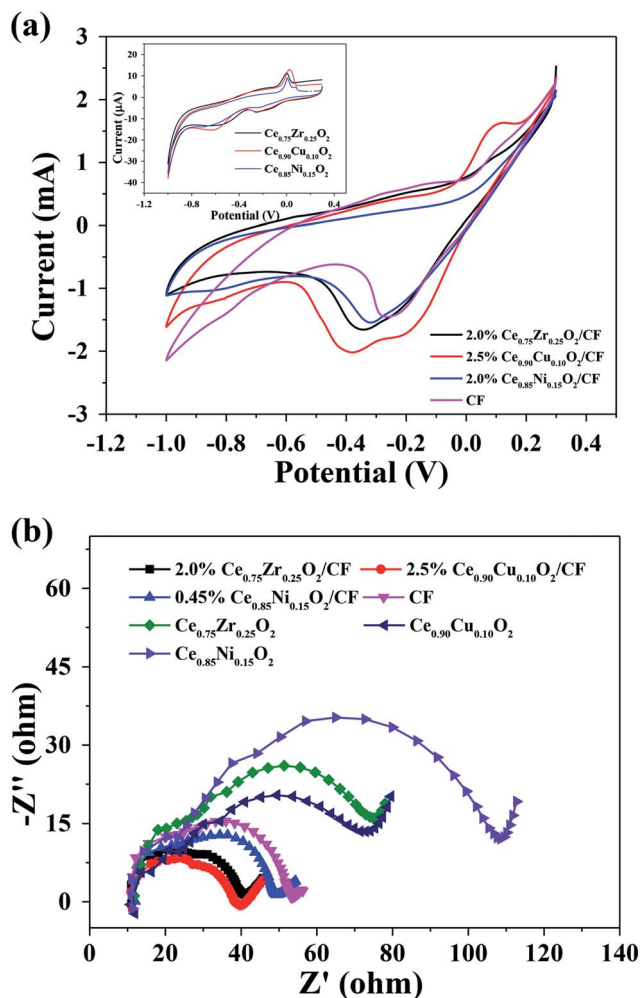 (a)
3
2
1
0
-1
-2
-3
Current (mA)
20
10
0
-10
-20
-30
-40
Current (μA)
Ce0.75Zr0.25O2
Ce0.90Cu0.10O2
Ce0.85Ni0.15O2
-1.2 -0.8 -0.4 0.0 0.4
Potential (V)
2.0% Ce0.75Zr0.25O2/CF
2.5% Ce0.90Cu0.10O2/CF
2.0% Ce0.85Ni0.15O2/CF
CF
-1.2 -1.0 -0.8 -0.6 -0.4 -0.2 0.0 0.2 0.4
Potential (V)
(b)
60
45
30
15
0
-Z'' (ohm)
2.0% Ce0.75Zr0.25O2/CF 2.5% Ce0.90Cu0.10O2/CF
0.45% Ce0.85Ni0.15O2/CF CF
Ce0.75Zr0.25O2 Ce0.90Cu0.10O2
Ce0.85Ni0.15O2
0 20 40 60 80 100 120 140
Z' (ohm)